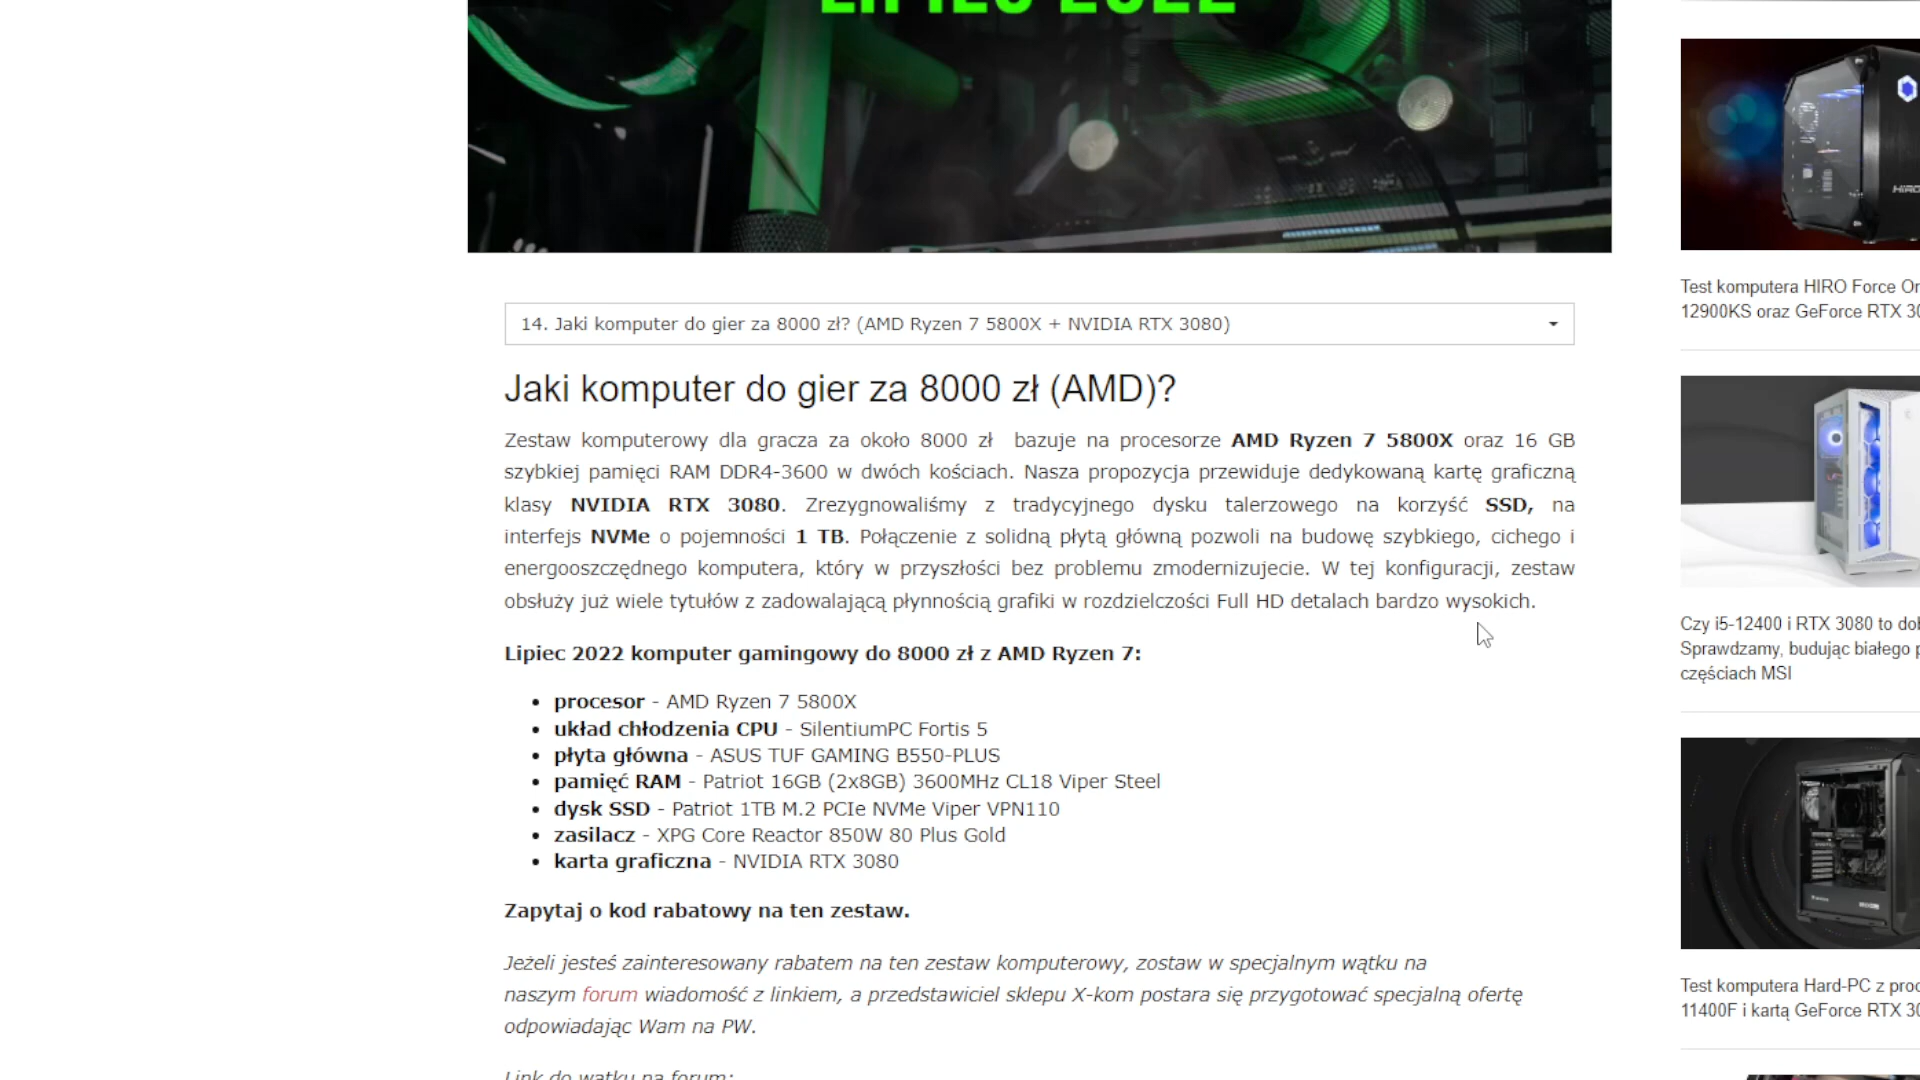 LIPIEC 2022
14. Jaki komputer do gier za 8000 zł? (AMD Ryzen 7 5800X + NVIDIA RTX 3080)
Jaki komputer do gier za 8000 zł (AMD)?
Zestaw komputerowy dla gracza za około 8000 zł bazuje na procesorze AMD Ryzen 7 5800X oraz 16 GB
szybkiej pamięci RAM DDR4-3600 w dwóch kościach. Nasza propozycja przewiduje dedykowaną kartę graficzną
klasy NVIDIA RTX 3080. Zrezygnowaliśmy z tradycyjnego dysku talerzowego na korzyść SSD, na
interfejs NVMe o pojemności 1 TB. Połączenie z solidną płytą główną pozwoli na budowę szybkiego, cichego i
energooszczędnego komputera, który w przyszłości bez problemu zmodernizujecie. W tej konfiguracji, zestaw
obsłuży już wiele tytułów z zadowalającą płynnością grafiki w rozdzielczości Full HD detalach bardzo wysokich.
Lipiec 2022 komputer gamingowy do 8000 zł z AMD Ryzen 7:
• procesor - AMD Ryzen 7 5800X
• układ chłodzenia CPU - SilentiumPC Fortis 5
• płyta główna - ASUS TUF GAMING B550-PLUS
• pamięć RAM - Patriot 16GB (2x8GB) 3600MHz CL18 Viper Steel
• dysk SSD - Patriot 1TB M.2 PCIe NVMe Viper VPN110
• zasilacz - XPG Core Reactor 850W 80 Plus Gold
• karta graficzna - NVIDIA RTX 3080
Zapytaj o kod rabatowy na ten zestaw.
Jeżeli jesteś zainteresowany rabatem na ten zestaw komputerowy, zostaw w specjalnym wątku na
naszym forum wiadomość z linkiem, a przedstawiciel sklepu X-kom postara się przygotować specjalną ofertę
odpowiadając Wam na PW.
Link do wątku na forum:
Test komputera HIRO Force
12900KS oraz GeForce RTX
Czy i5-12400 i RTX 3080 to
Sprawdzamy, budując białego
częściach MSI
Test komputera Hard-PC z
11400F i kartą GeForce RTX